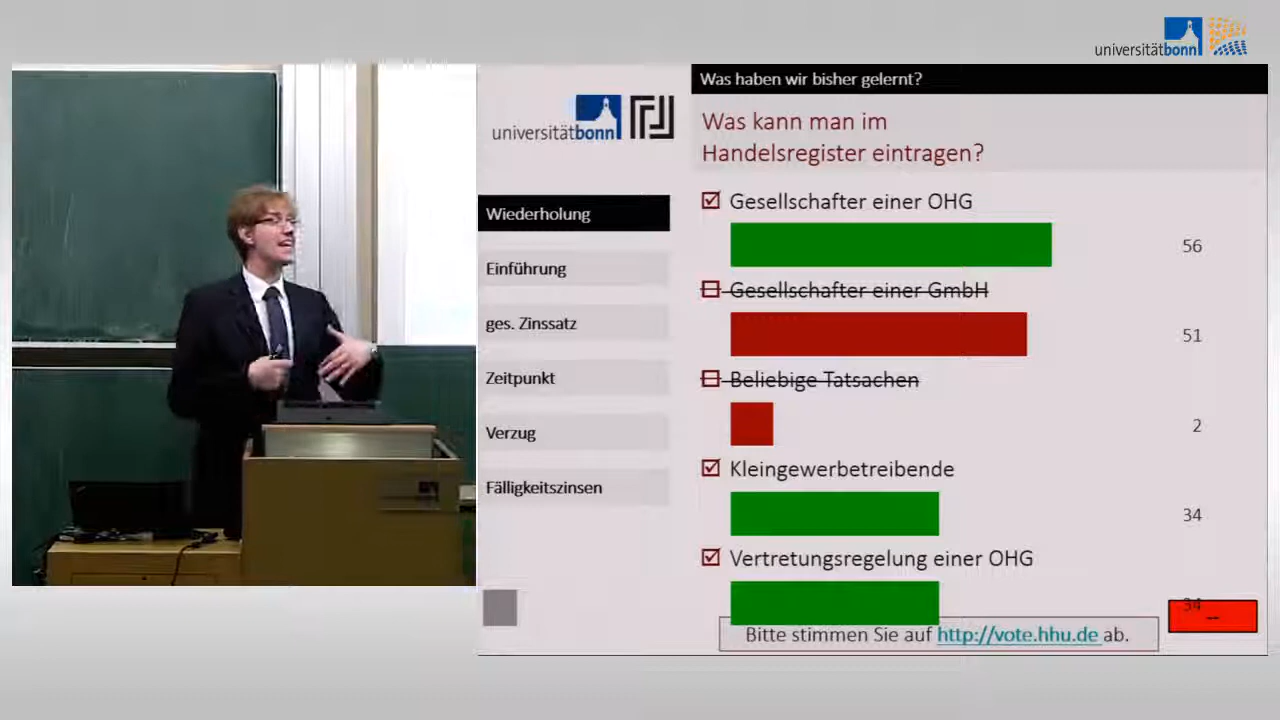 universitätbonn
Was haben wir bisher gelernt?
universitätbonn
Was kann man im
Handelsregister eintragen?
Wiederholung
Einführung
ges. Zinssatz
Zeitpunkt
Verzug
Fälligkeitszinsen
Gesellschafter einer OHG
56
Gesellschafter einer GmbH
51
Beliebige Tatsachen
2
Kleingewerbetreibende
34
Vertretungsregelung einer OHG
34
Bitte stimmen Sie auf http://vote.hhu.de ab.
--